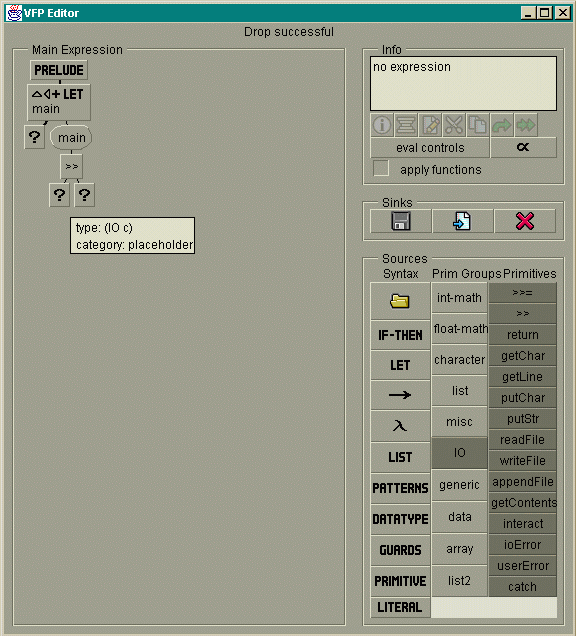 VFP Editor
Drop successful
Main Expression
PRELUDE
LET
main
?
main
>>
? ?
type: (IO c)
category: placeholder
Info
no expression
eval controls
∝
apply functions
Sinks
Sources
Syntax
IF-THEN
LET
→
λ
LIST
PATTERNS
DATATYPE
GUARDS
PRIMITIVE
LITERAL
Prim Groups
int-math
float-math
character
list
misc
IO
generic
data
array
list2
Primitives
>>=
>>
return
getChar
getLine
putChar
putStr
readFile
writeFile
appendFile
getContents
interact
ioError
userError
catch